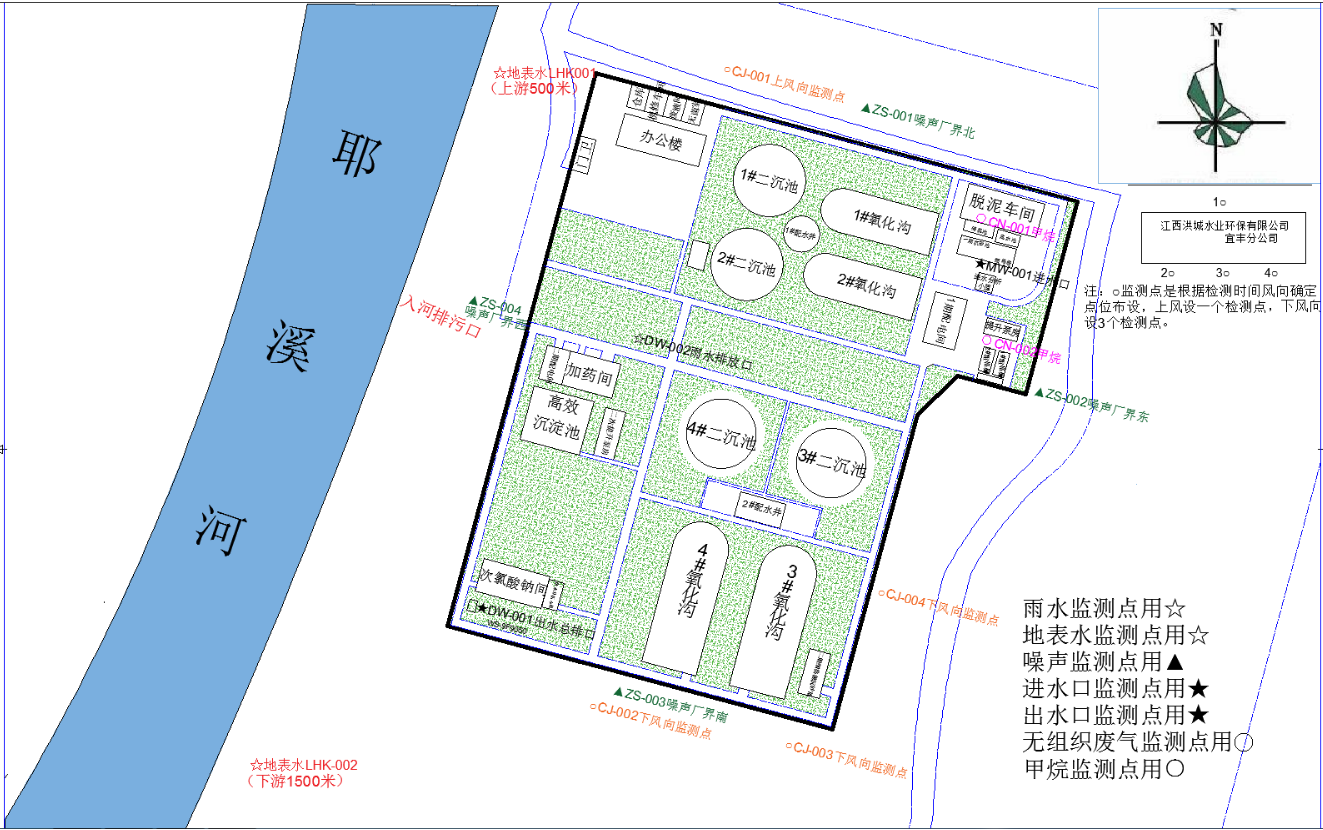 N
☆地表水LHK001
（上游500米）
○CJ-001上风向监测点
▲ZS-001噪声厂界北
仓库
办公楼
门卫
1#二沉池
1#氧化沟
1#配水井
2#二沉池
2#氧化沟
脱泥车间
○CN-001甲烷
★MW-001进水口
1○
江西洪城水业环保有限公司
宜丰分公司
2○ 3○ 4○
注：○监测点是根据检测时间风向确定
点位布设，上风设一个检测点，下风向
设3个检测点。
耶
溪
河
入河排污口
▲ZS-004
噪声厂界西
☆DW-002雨水排放口
提升泵房
○CN-002甲烷
▲ZS-002噪声厂界东
加药间
高效
沉淀池
4#二沉池
3#二沉池
2#配水井
4#氧化沟
3#氧化沟
次氯酸钠间
★DW-001出水总排口
○CJ-004下风向监测点
▲ZS-003噪声厂界南
○CJ-002下风向监测点
○CJ-003下风向监测点
☆地表水LHK-002
（下游1500米）
雨水监测点用☆
地表水监测点用☆
噪声监测点用▲
进水口监测点用★
出水口监测点用★
无组织废气监测点用○
甲烷监测点用○